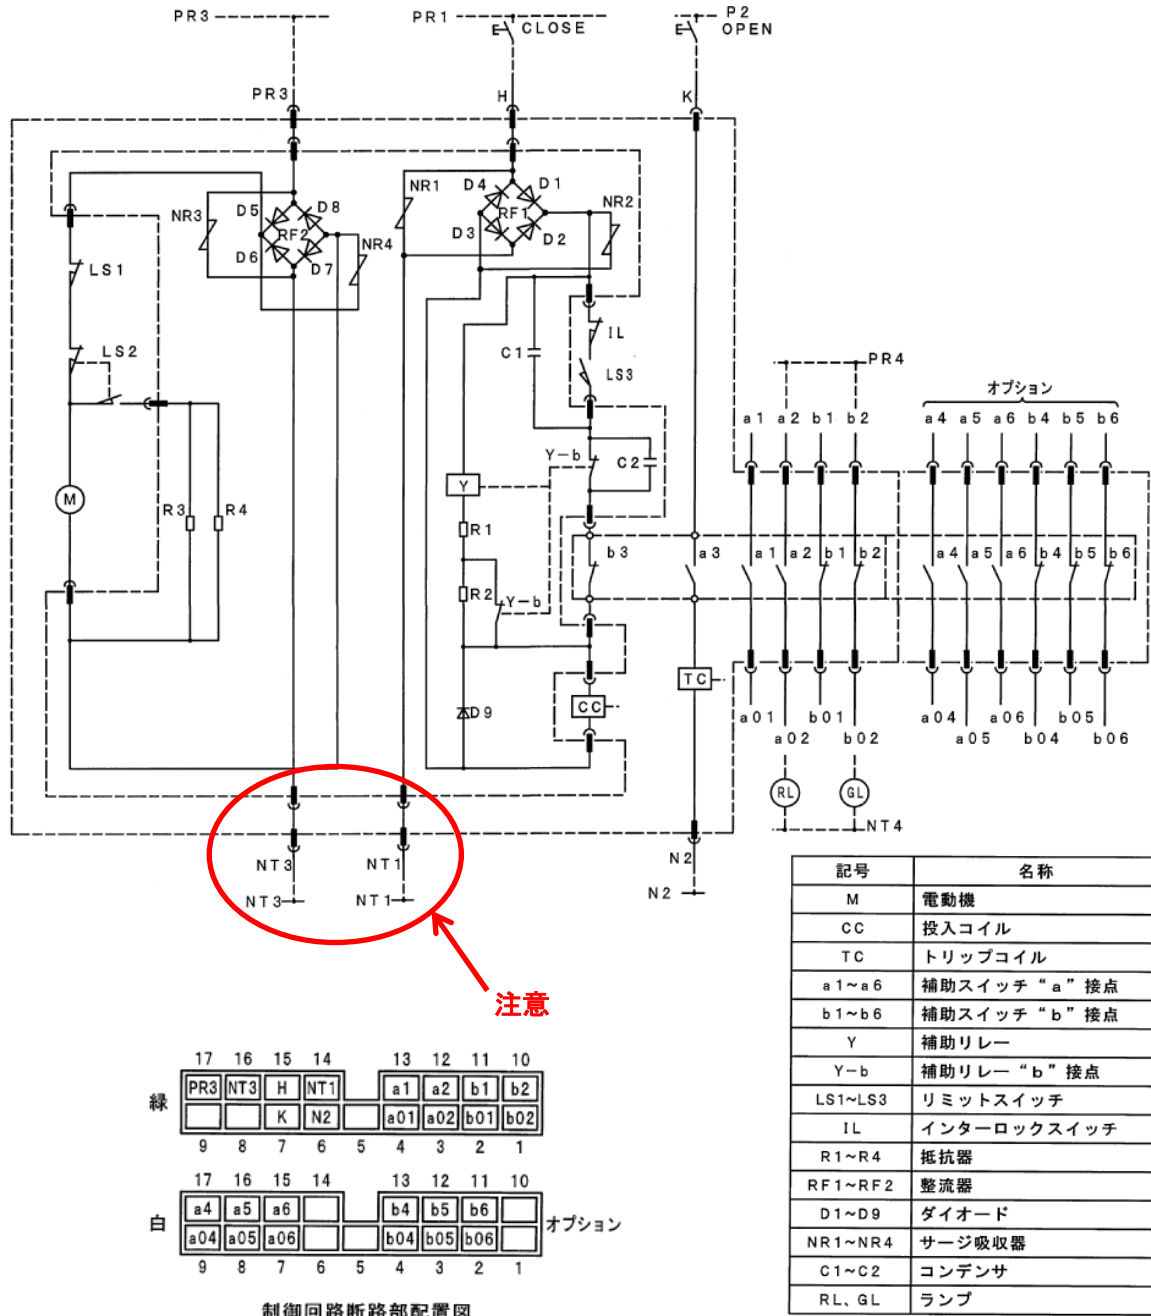 PR3
PR1
CLOSE
P2
OPEN
PR3
H
K
NR1
D4
D1
NR2
RF1
D3
D2
NR3
D5
D8
RF2
NR4
D6
D7
LS1
IL
LS2
C1
LS3
PR4
オプション
a1 a2 b1 b2
a4 a5 a6 b4 b5 b6
Y-b
C2
M
Y
R3
R4
R1
R2
Y-b
b3
a3
a1 a2 b1 b2
a4 a5 a6 b4 b5 b6
TC
CC
D9
a01
a02
b01
b02
a04
a05
a06
b04
b05
b06
RL
GL
NT4
NT3
NT1
N2
NT3
NT1
N2
注意
記号 名称
M 電動機
CC 投入コイル
TC トリップコイル
a1~a6 補助スイッチ“a”接点
b1~b6 補助スイッチ“b”接点
Y 補助リレー
Y-b 補助リレー“b”接点
LS1~LS3 リミットスイッチ
IL インターロックスイッチ
R1~R4 抵抗器
RF1~RF2 整流器
D1~D9 ダイオード
NR1~NR4 サージ吸収器
C1~C2 コンデンサ
RL、GL ランプ
17 16 15 14 13 12 11 10
緑
PR3 NT3 H NT1 a1 a2 b1 b2
K N2 a01 a02 b01 b02
9 8 7 6 5 4 3 2 1
17 16 15 14 13 12 11 10
白
a4 a5 a6 b4 b5 b6
オプション
a04 a05 a06 b04 b05 b06
9 8 7 6 5 4 3 2 1
制御回路断路部配置図